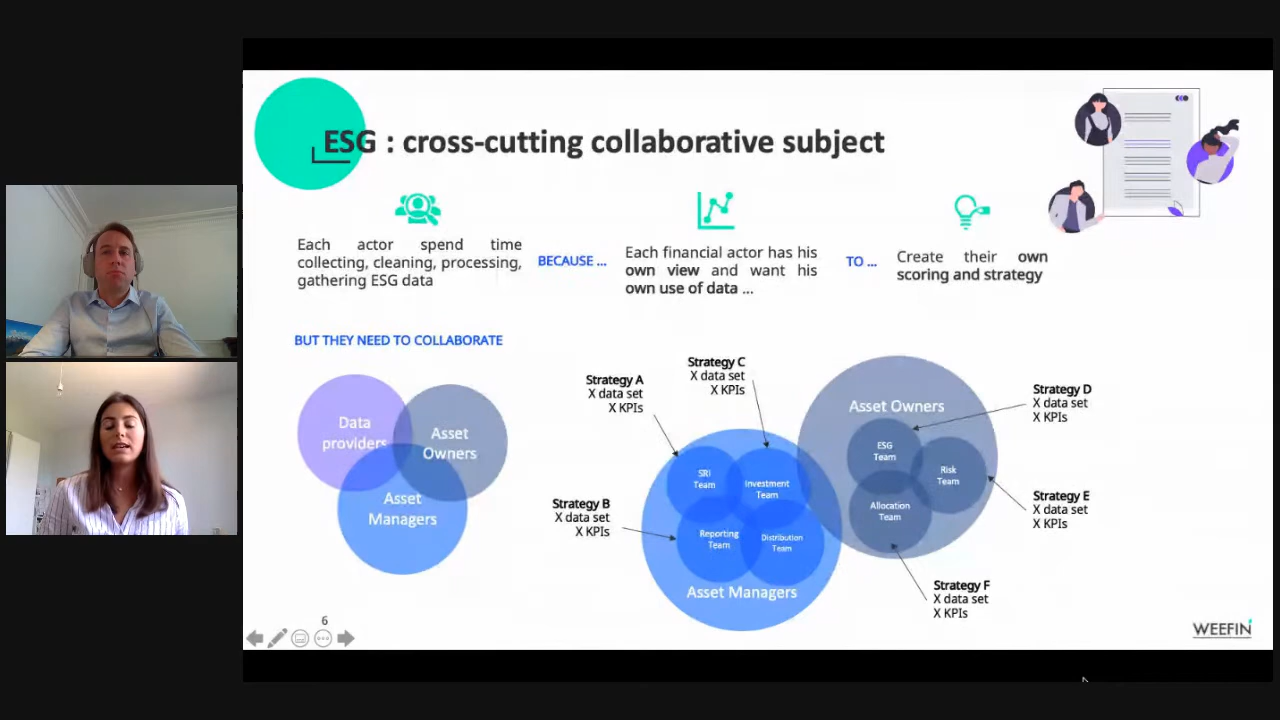 ESG : cross-cutting collaborative subject
Each actor spend time
collecting, cleaning, processing,
gathering ESG data
BECAUSE ...
Each financial actor has his
own view and want his
own use of data ...
TO ...
Create their own
scoring and strategy
BUT THEY NEED TO COLLABORATE
Data
providers
Asset
Owners
Asset
Managers
Strategy A
X data set
X KPIs
Strategy C
X data set
X KPIs
Strategy B
X data set
X KPIs
SRI
Team
Investment
Team
Reporting
Team
Distribution
Team
Asset Managers
Asset Owners
ESG
Team
Risk
Team
Allocation
Team
Strategy D
X data set
X KPIs
Strategy E
X data set
X KPIs
Strategy F
X data set
X KPIs
6
WEEFIN